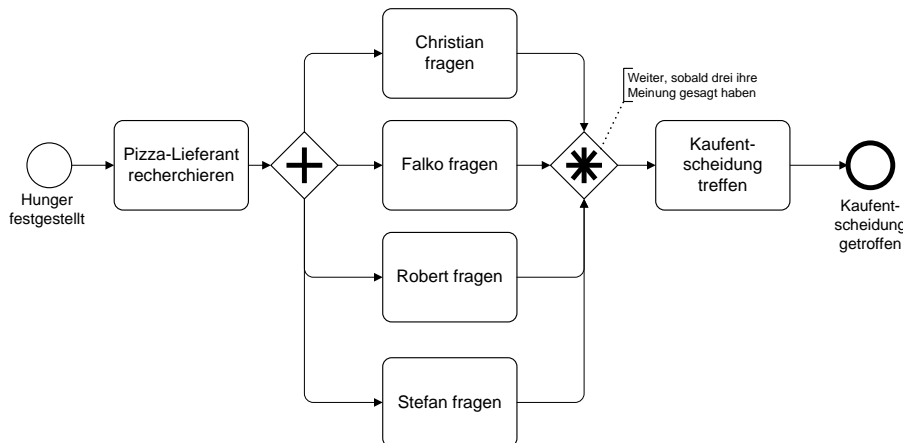 Christian
fragen
Weiter, sobald drei ihre
Meinung gesagt haben
Pizza-Lieferant
recherchieren
Falko fragen
Kaufent-
scheidung
treffen
Hunger
festgestellt
Kaufent-
scheidung
getroffen
Robert fragen
Stefan fragen